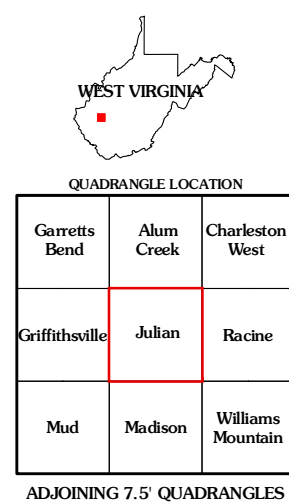 WEST VIRGINIA
QUADRANGLE LOCATION
Garretts
Bend
Alum
Creek
Charleston
West
Griffithsville
Julian
Racine
Mud
Madison
Williams
Mountain
ADJOINING 7.5' QUADRANGLES